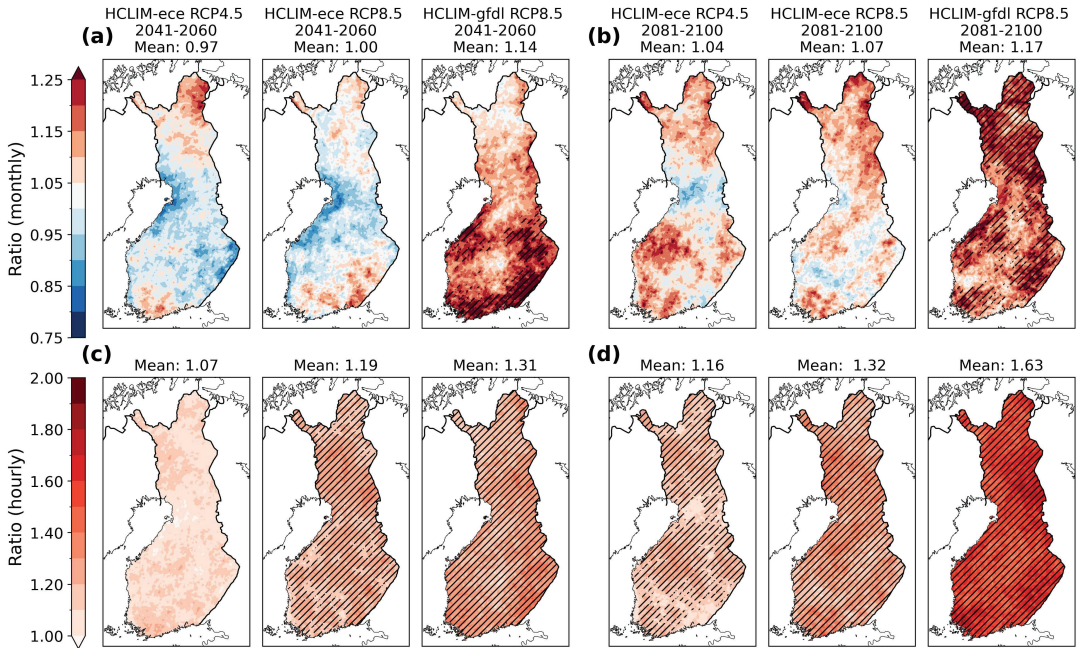 HCLIM-ece RCP4.5
2041-2060
Mean: 0.97
HCLIM-ece RCP8.5
2041-2060
Mean: 1.00
HCLIM-gfdl RCP8.5
2041-2060
Mean: 1.14
HCLIM-ece RCP4.5
2081-2100
Mean: 1.04
HCLIM-ece RCP8.5
2081-2100
Mean: 1.07
HCLIM-gfdl RCP8.5
2081-2100
Mean: 1.17
(a)
(b)
Ratio (monthly)
1.25
1.15
1.05
0.95
0.85
0.75
(c)
Mean: 1.07
Mean: 1.19
Mean: 1.31
(d)
Mean: 1.16
Mean: 1.32
Mean: 1.63
Ratio (hourly)
2.00
1.80
1.60
1.40
1.20
1.00